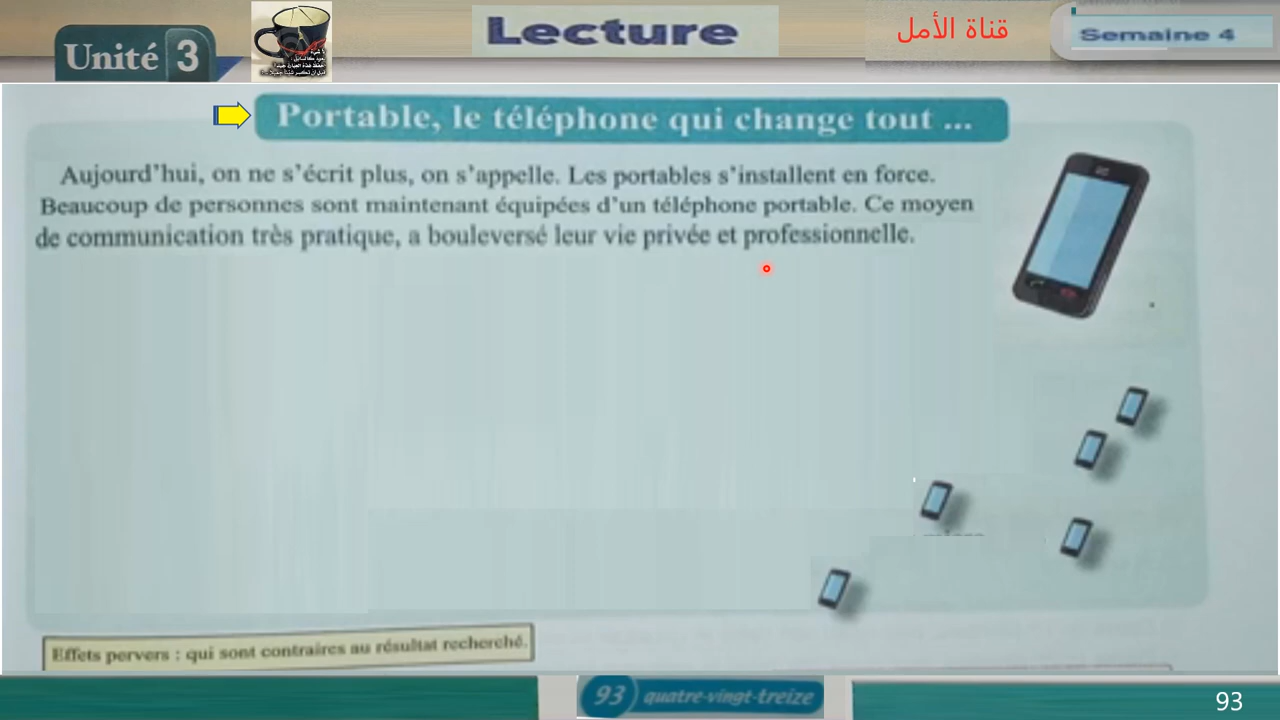 Unité 3
Lecture
قناة الأمل
Semaine 4
Portable, le téléphone qui change tout ...
Aujourd'hui, on ne s'écrit plus, on s'appelle. Les portables s'installent en force.
Beaucoup de personnes sont maintenant équipées d'un téléphone portable. Ce moyen
de communication très pratique, a bouleversé leur vie privée et professionnelle.
Effets pervers : qui sont contraires au résultat recherché.
93 quatre-vingt-treize
93